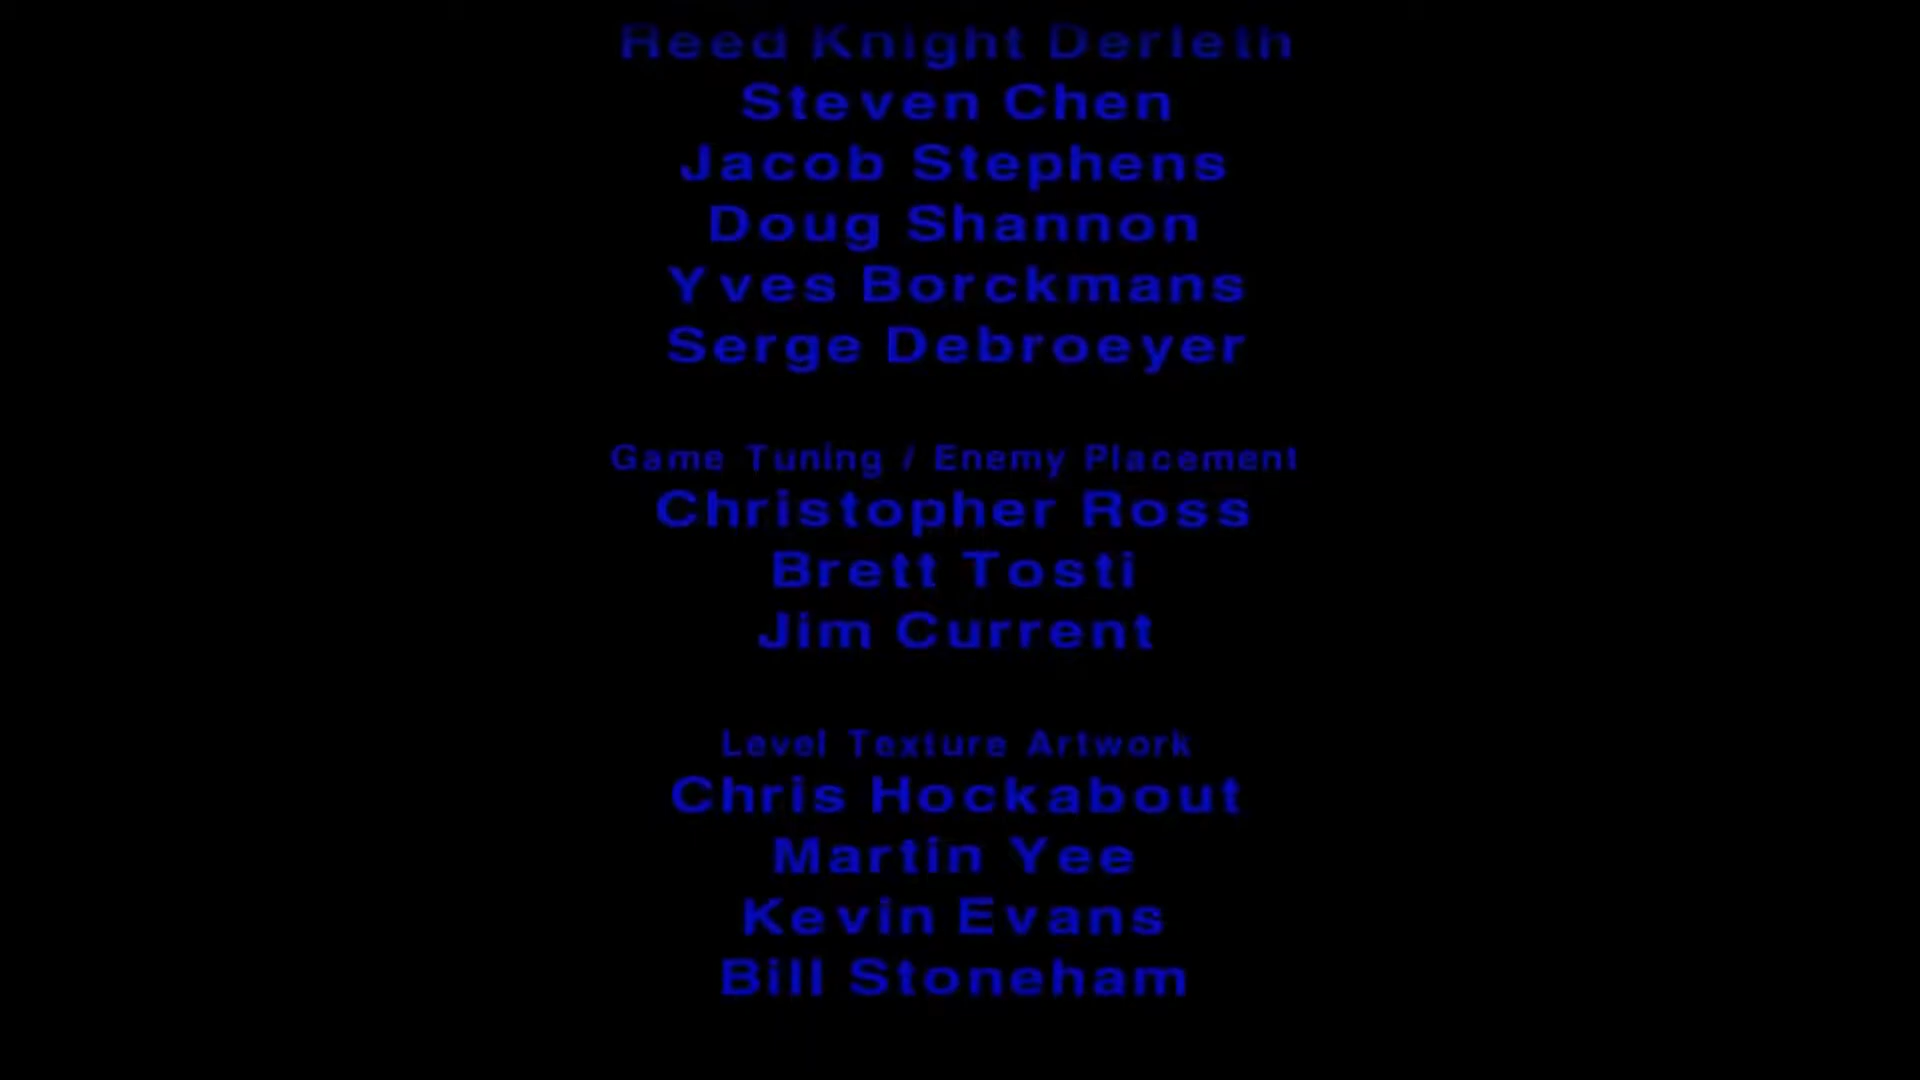 Reed Knight Derleth
Steven Chen
Jacob Stephens
Doug Shannon
Yves Borckmans
Serge Debroeyer
Game Tuning / Enemy Placement
Christopher Ross
Brett Tosti
Jim Current
Level Texture Artwork
Chris Hockabout
Martin Yee
Kevin Evans
Bill Stoneham